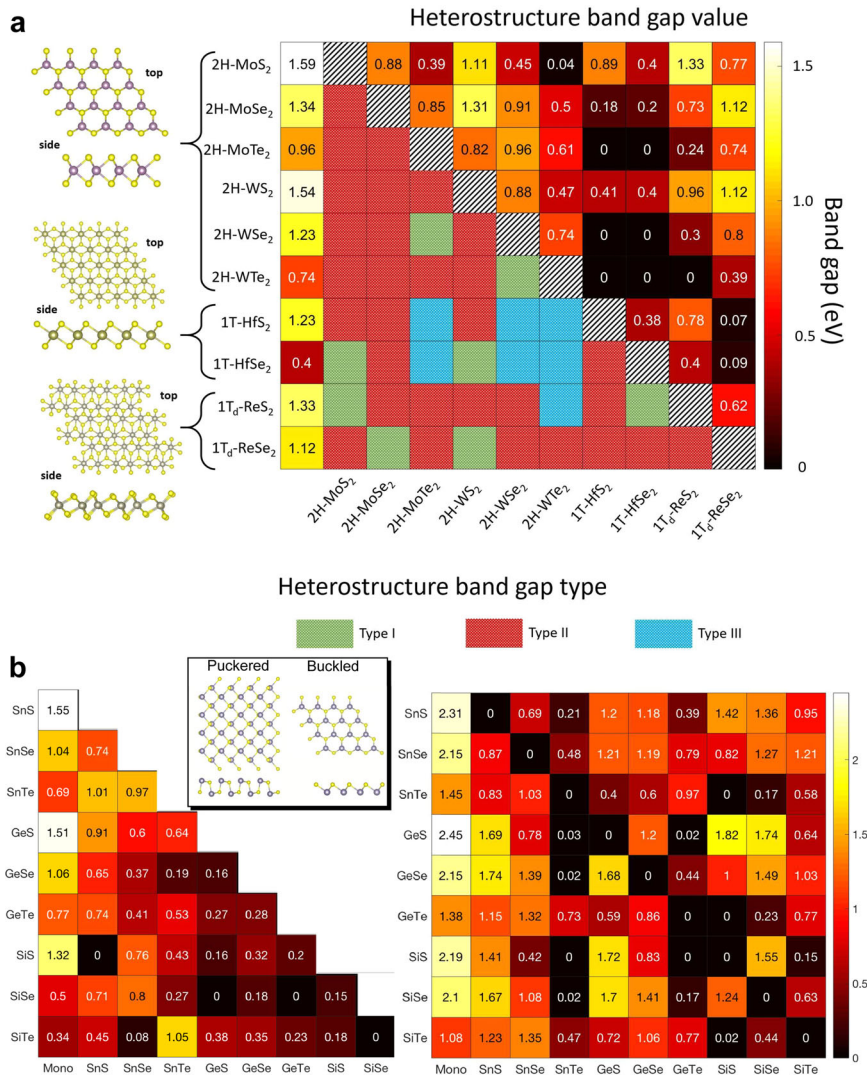 a
Heterostructure band gap value
top
side
top
side
top
side
2H-MoS₂ 1.59 0.88 0.39 1.11 0.45 0.04 0.89 0.4 1.33 0.77
2H-MoSe₂ 1.34 0.85 1.31 0.91 0.5 0.18 0.2 0.73 1.12
2H-MoTe₂ 0.96 0.82 0.96 0.61 0 0 0.24 0.74
2H-WS₂ 1.54 0.88 0.47 0.41 0.4 0.96 1.12
2H-WSe₂ 1.23 0.74 0 0 0.3 0.8
2H-WTe₂ 0.74 0 0 0 0.39
1T-HfS₂ 1.23 0.38 0.78 0.07
1T-HfSe₂ 0.4 0.4 0.09
1T_d-ReS₂ 1.33 0.62
1T_d-ReSe₂ 1.12
2H-MoS₂ 2H-MoSe₂ 2H-MoTe₂ 2H-WS₂ 2H-WSe₂ 2H-WTe₂ 1T-HfS₂ 1T-HfSe₂ 1T_d-ReS₂ 1T_d-ReSe₂
1.5
1.0
0.5
0
Band gap (eV)
Heterostructure band gap type
Type I Type II Type III
b
Puckered Buckled
SnS 1.55
SnSe 1.04 0.74
SnTe 0.69 1.01 0.97
GeS 1.51 0.91 0.6 0.64
GeSe 1.06 0.65 0.37 0.19 0.16
GeTe 0.77 0.74 0.41 0.53 0.27 0.28
SiS 1.32 0 0.76 0.43 0.16 0.32 0.2
SiSe 0.5 0.71 0.8 0.27 0 0.18 0 0.15
SiTe 0.34 0.45 0.08 1.05 0.38 0.35 0.23 0.18 0
Mono SnS SnSe SnTe GeS GeSe GeTe SiS SiSe
SnS 2.31 0 0.69 0.21 1.2 1.18 0.39 1.42 1.36 0.95
SnSe 2.15 0.87 0 0.48 1.21 1.19 0.79 0.82 1.27 1.21
SnTe 1.45 0.83 1.03 0 0.4 0.6 0.97 0 0.17 0.58
GeS 2.45 1.69 0.78 0.03 0 1.2 0.02 1.82 1.74 0.64
GeSe 2.15 1.74 1.39 0.02 1.68 0 0.44 1 1.49 1.03
GeTe 1.38 1.15 1.32 0.73 0.59 0.86 0 0 0.23 0.77
SiS 2.19 1.41 0.42 0 1.72 0.83 0 0 1.55 0.15
SiSe 2.1 1.67 1.08 0.02 1.7 1.41 0.17 1.24 0 0.63
SiTe 1.08 1.23 1.35 0.47 0.72 1.06 0.77 0.02 0.44 0
Mono SnS SnSe SnTe GeS GeSe GeTe SiS SiSe SiTe
2
1
0